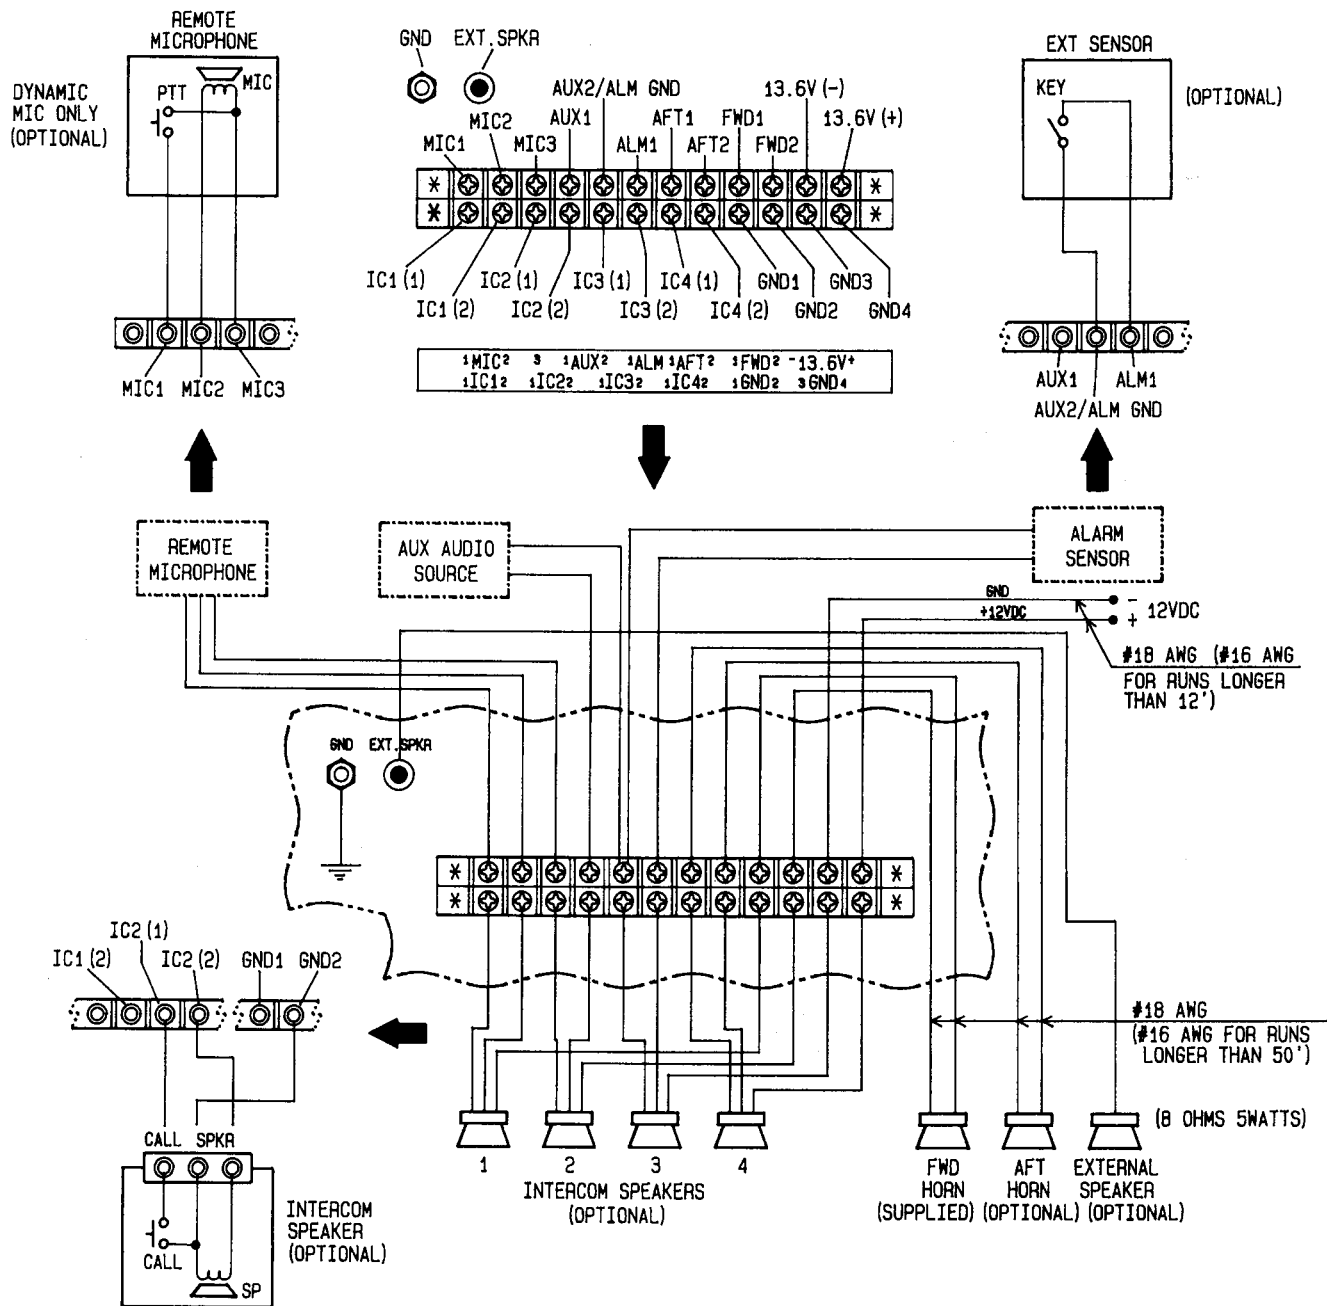 REMOTE
MICROPHONE
DYNAMIC
MIC ONLY
(OPTIONAL)
PTT
MIC
MIC1 MIC2 MIC3
GND EXT.SPKR
AUX2/ALM GND 13.6V(-)
MIC2 AUX1 AFT1 FWD1 13.6V(+)
MIC1 MIC3 ALM1 AFT2 FWD2
* *
* *
IC1(1) IC2(1) IC3(1) IC4(1) GND1 GND3
IC1(2) IC2(2) IC3(2) IC4(2) GND2 GND4
1MIC2 3 1AUX2 1ALM 1AFT2 1FWD2 -13.6V+
1IC12 1IC22 1IC32 1IC42 1GND2 3GND4
EXT SENSOR
KEY
(OPTIONAL)
AUX1 ALM1
AUX2/ALM GND
REMOTE
MICROPHONE
AUX AUDIO
SOURCE
ALARM
SENSOR
GND -
+12VDC + 12VDC
#18 AWG (#16 AWG
FOR RUNS LONGER
THAN 12')
GND EXT.SPKR
* *
* *
IC2(1)
IC1(2) IC2(2) GND1 GND2
#18 AWG
(#16 AWG FOR RUNS
LONGER THAN 50')
(8 OHMS 5WATTS)
CALL SPKR
CALL
SP
INTERCOM
SPEAKER
(OPTIONAL)
1 2 3 4
INTERCOM SPEAKERS
(OPTIONAL)
FWD
HORN
(SUPPLIED)
AFT
HORN
(OPTIONAL)
EXTERNAL
SPEAKER
(OPTIONAL)